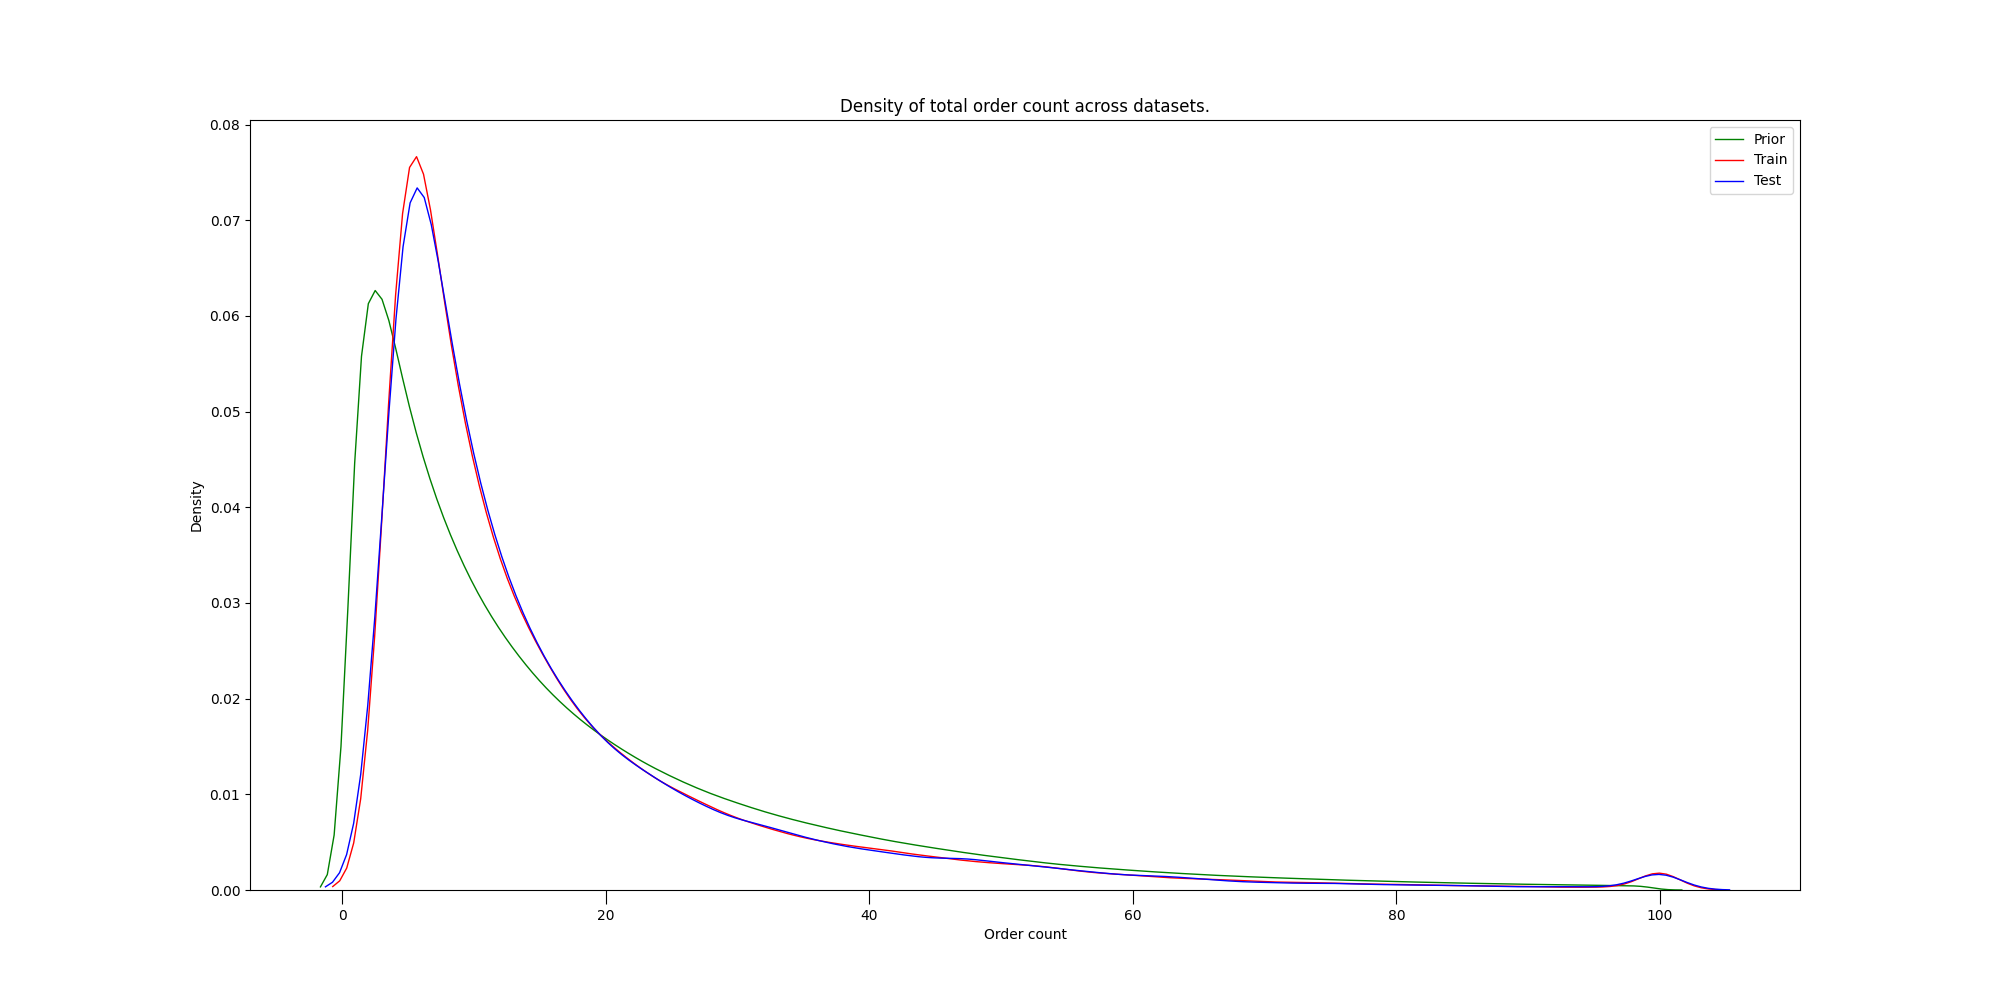 Density of total order count across datasets.
Prior
Train
Test
0.08
0.07
0.06
0.05
0.04
0.03
0.02
0.01
0.00
Density
0 20 40 60 80 100
Order count